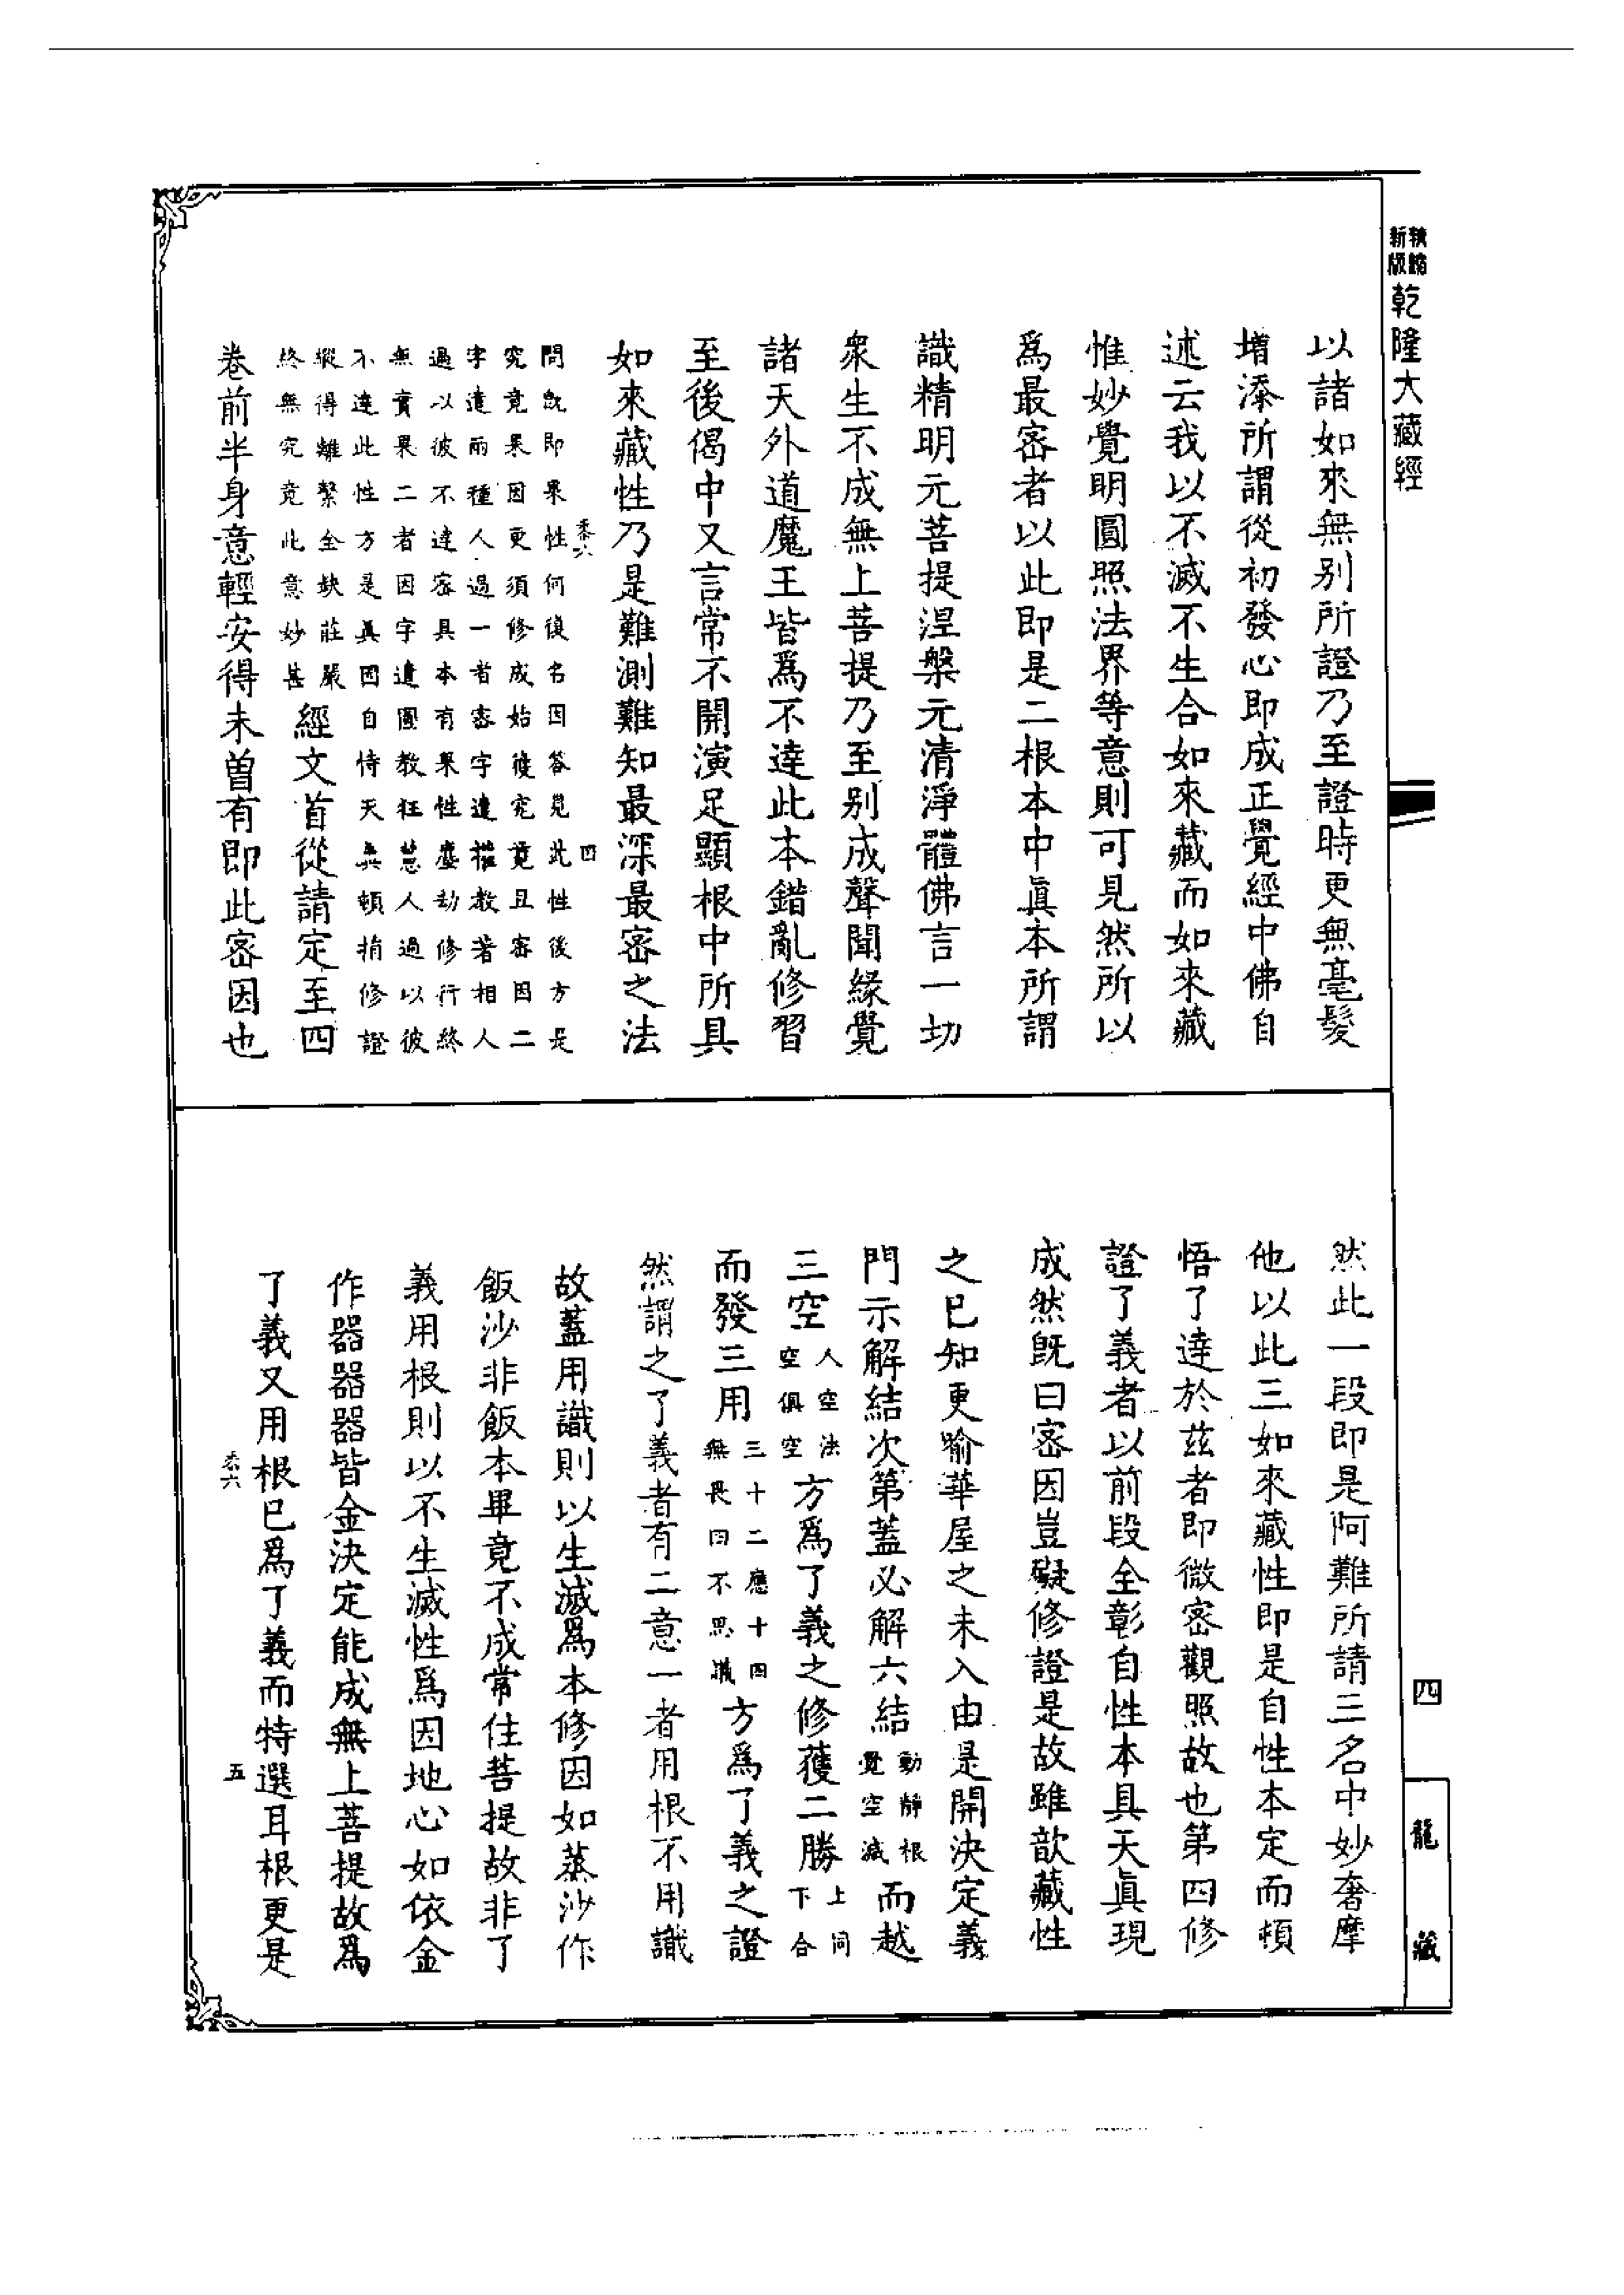 新版精縮乾隆大藏經
以諸如來無別所證乃至證時更無毫髮
增添所謂從初發心即成正覺經中佛自
述云我以不滅不生合如來藏而如來藏
惟妙覺明圓照法界等意則可見然所以
爲最密者以此即是二根本中眞本所謂
識精明元菩提涅槃元清淨體佛言一切
衆生不成無上菩提乃至别成聲聞緣覺
諸天外道魔王皆爲不達此本錯亂修習
至後偈中又言常不開演足顯根中所具
如來藏性乃是難測難知最深最密之法
問旣即果性何復名因答覓此性後方是
究竟果因更須修成始獲究竟且密因二
字遣兩種人過一者密字遣權教著相人
過以彼不達密具本有果性塵劫修行終
無實果二者因字遣圓教狂慧人過以彼
不達此性方是眞因自恃天眞頓捐修證
縱得離繫全缺莊嚴
終無究竟此意妙甚
經文首從請定至四
卷前半身意輕安得未曾有即此密因也
四
然此一段即是阿難所請三名中妙奢摩
他以此三如來藏性即是自性本定而頓
悟了達於茲者即微密觀照故也第四修
證了義者以前段全彰自性本具天眞現
成然旣曰密因豈礙修證是故雖歆藏性
之已知更喻華屋之未入由是開決定義
門示解結次第蓋必解六結動靜根覺空滅而越
三空人空法空俱空方爲了義之修獲二勝上同下合
而發三用三十二應十四無畏四不思議方爲了義之證
然謂之了義者有二意一者用根不用識
故蓋用識則以生滅爲本修因如蒸沙作
飯沙非飯本畢竟不成常住菩提故非了
義用根則以不生滅性爲因地心如依金
作器器器皆金決定能成無上菩提故爲
了義又用根已爲了義而特選耳根更是
五
四
龍藏